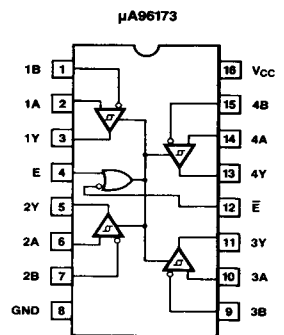 μA96173
1B 1 16 VCC
1A 2 15 4B
1Y 3 14 4A
E 4 13 4Y
2Y 5 12 E̅
2A 6 11 3Y
2B 7 10 3A
GND 8 9 3B